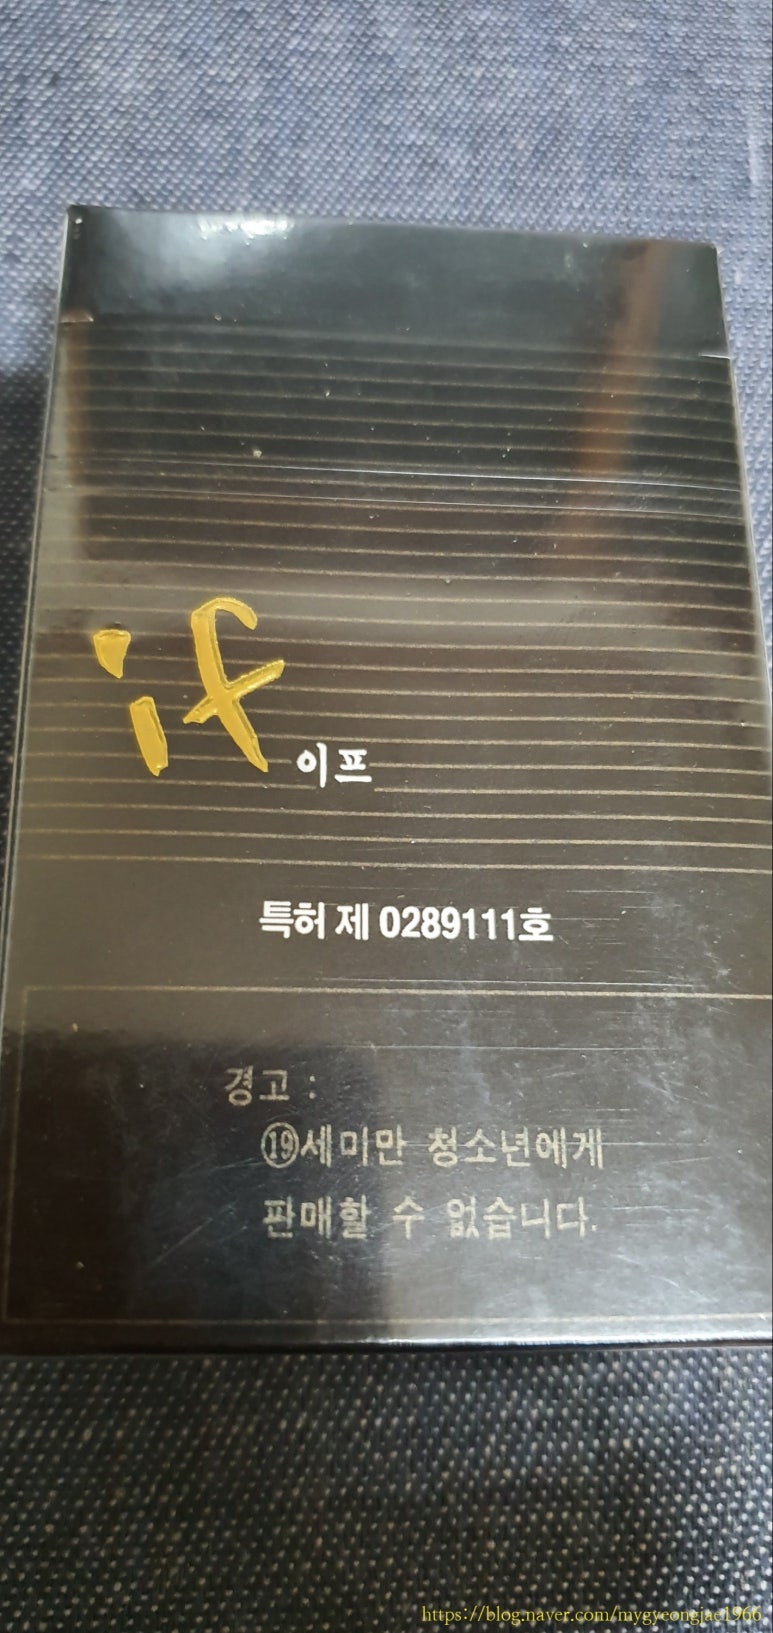 if 이프
특허 제 0289111호
경고 :
⑲세미만 청소년에게
판매할 수 없습니다.
https://blog.naver.com/mygyeongjae1966